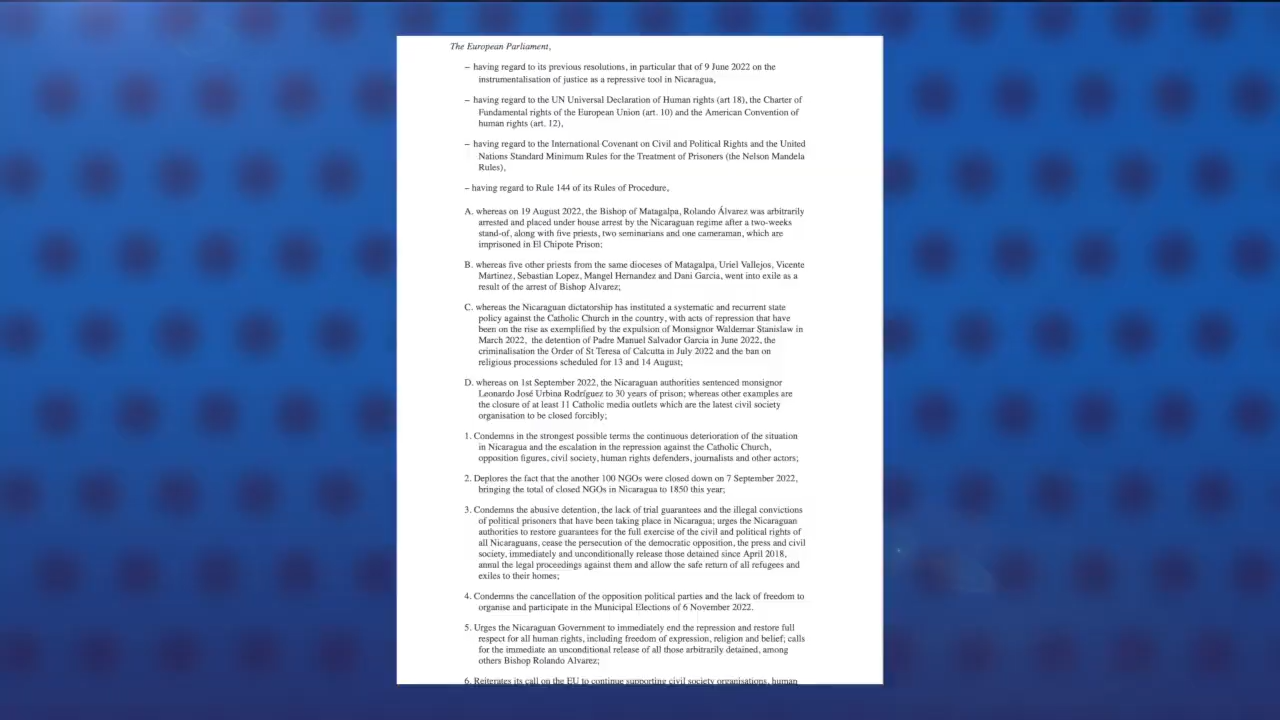 The European Parliament,
– having regard to its previous resolutions, in particular that of 9 June 2022 on the
instrumentalisation of justice as a repressive tool in Nicaragua,
– having regard to the UN Universal Declaration of Human rights (art 18), the Charter of
Fundamental rights of the European Union (art. 10) and the American Convention of
human rights (art. 12),
– having regard to the International Covenant on Civil and Political Rights and the United
Nations Standard Minimum Rules for the Treatment of Prisoners (the Nelson Mandela
Rules),
– having regard to Rule 144 of its Rules of Procedure,
A. whereas on 19 August 2022, the Bishop of Matagalpa, Rolando Álvarez was arbitrarily
arrested and placed under house arrest by the Nicaraguan regime after a two-weeks
stand-of, along with five priests, two seminarians and one cameraman, which are
imprisoned in El Chipote Prison;
B. whereas five other priests from the same dioceses of Matagalpa, Uriel Vallejos, Vicente
Martinez, Sebastian Lopez, Mangel Hernandez and Dani Garcia, went into exile as a
result of the arrest of Bishop Alvarez;
C. whereas the Nicaraguan dictatorship has instituted a systematic and recurrent state
policy against the Catholic Church in the country, with acts of repression that have
been on the rise as exemplified by the expulsion of Monsignor Waldemar Stanislaw in
March 2022, the detention of Padre Manuel Salvador Garcia in June 2022, the
criminalisation the Order of St Teresa of Calcutta in July 2022 and the ban on
religious processions scheduled for 13 and 14 August;
D. whereas on 1st September 2022, the Nicaraguan authorities sentenced monsignor
Leonardo José Urbina Rodríguez to 30 years of prison; whereas other examples are
the closure of at least 11 Catholic media outlets which are the latest civil society
organisation to be closed forcibly;
1. Condemns in the strongest possible terms the continuous deterioration of the situation
in Nicaragua and the escalation in the repression against the Catholic Church,
opposition figures, civil society, human rights defenders, journalists and other actors;
2. Deplores the fact that the another 100 NGOs were closed down on 7 September 2022,
bringing the total of closed NGOs in Nicaragua to 1850 this year;
3. Condemns the abusive detention, the lack of trial guarantees and the illegal convictions
of political prisoners that have been taking place in Nicaragua; urges the Nicaraguan
authorities to restore guarantees for the full exercise of the civil and political rights of
all Nicaraguans, cease the persecution of the democratic opposition, the press and civil
society, immediately and unconditionally release those detained since April 2018,
annul the legal proceedings against them and allow the safe return of all refugees and
exiles to their homes;
4. Condemns the cancellation of the opposition political parties and the lack of freedom to
organise and participate in the Municipal Elections of 6 November 2022.
5. Urges the Nicaraguan Government to immediately end the repression and restore full
respect for all human rights, including freedom of expression, religion and belief; calls
for the immediate an unconditional release of all those arbitrarily detained, among
others Bishop Rolando Alvarez;
6. Reiterates its call on the EU to continue supporting civil society organisations, human